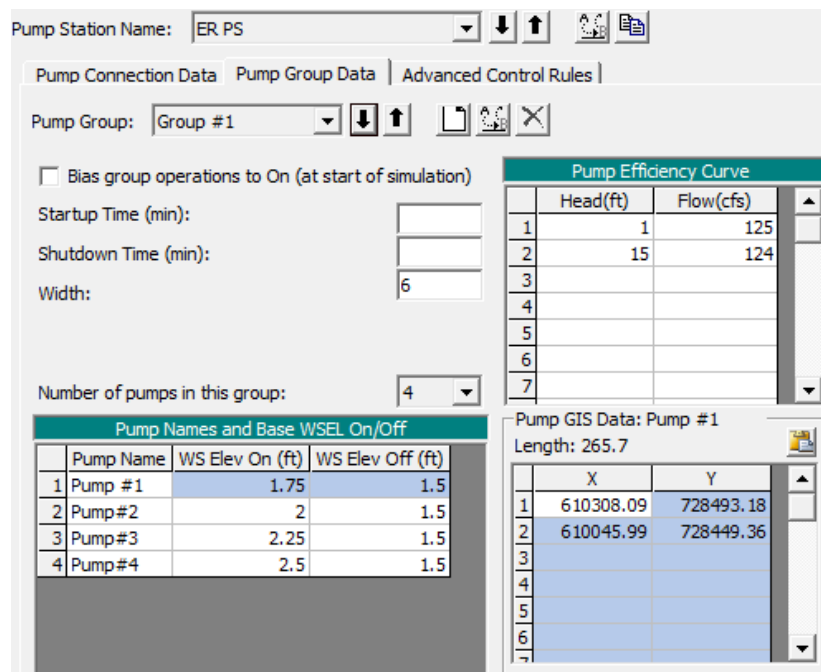 Pump Station Name: ER PS
Pump Connection Data Pump Group Data Advanced Control Rules
Pump Group: Group #1
Bias group operations to On (at start of simulation)
Startup Time (min):
Shutdown Time (min):
Width: 6
Number of pumps in this group: 4
Pump Efficiency Curve
Head(ft) Flow(cfs)
1 1 125
2 15 124
3
4
5
6
7
Pump Names and Base WSEL On/Off
Pump Name WS Elev On (ft) WS Elev Off (ft)
1 Pump #1 1.75 1.5
2 Pump#2 2 1.5
3 Pump#3 2.25 1.5
4 Pump#4 2.5 1.5
Pump GIS Data: Pump #1
Length: 265.7
X Y
1 610308.09 728493.18
2 610045.99 728449.36
3
4
5
6
7